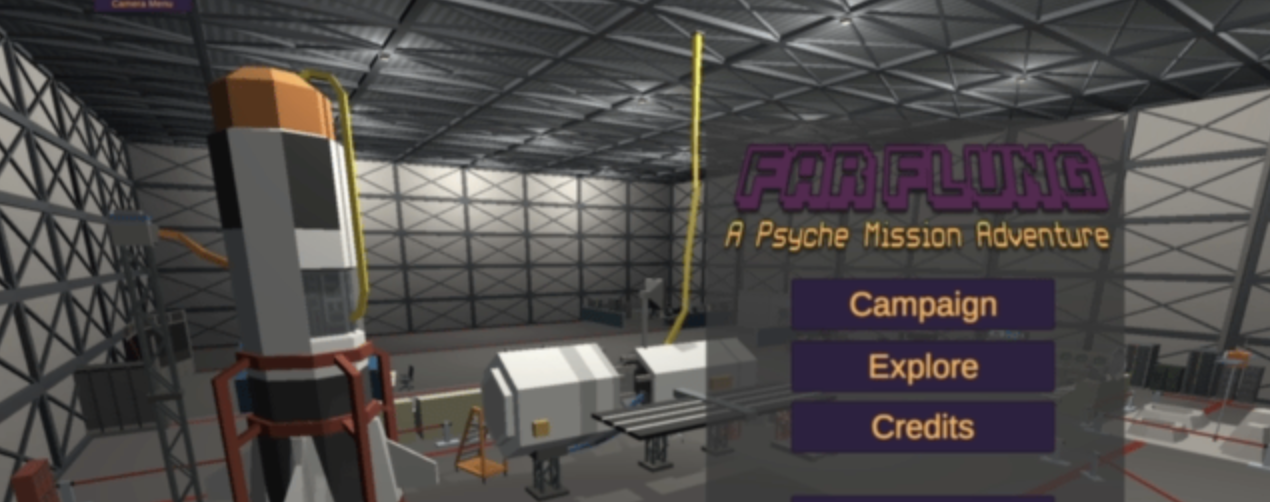 Camera Menu
FAR FLUNG
A Psyche Mission Adventure
Campaign
Explore
Credits